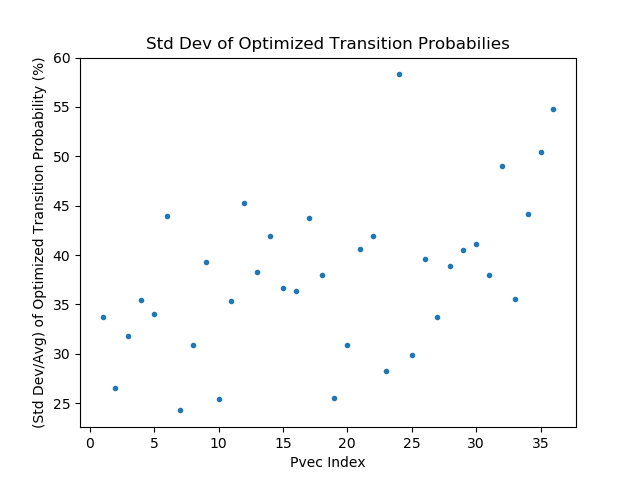 Std Dev of Optimized Transition Probabilies
(Std Dev/Avg) of Optimized Transition Probability (%)
60
55
50
45
40
35
30
25
0 5 10 15 20 25 30 35
Pvec Index